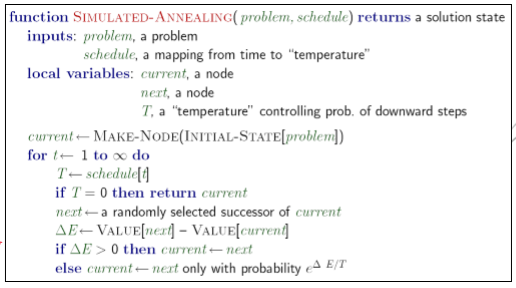 function SIMULATED-ANNEALING( problem, schedule) returns a solution state
inputs: problem, a problem
schedule, a mapping from time to “temperature”
local variables: current, a node
next, a node
T, a “temperature” controlling prob. of downward steps
current ← MAKE-NODE(INITIAL-STATE[problem])
for t ← 1 to ∞ do
T ← schedule[t]
if T = 0 then return current
next ← a randomly selected successor of current
ΔE ← VALUE[next] – VALUE[current]
if ΔE > 0 then current ← next
else current ← next only with probability e^Δ E/T